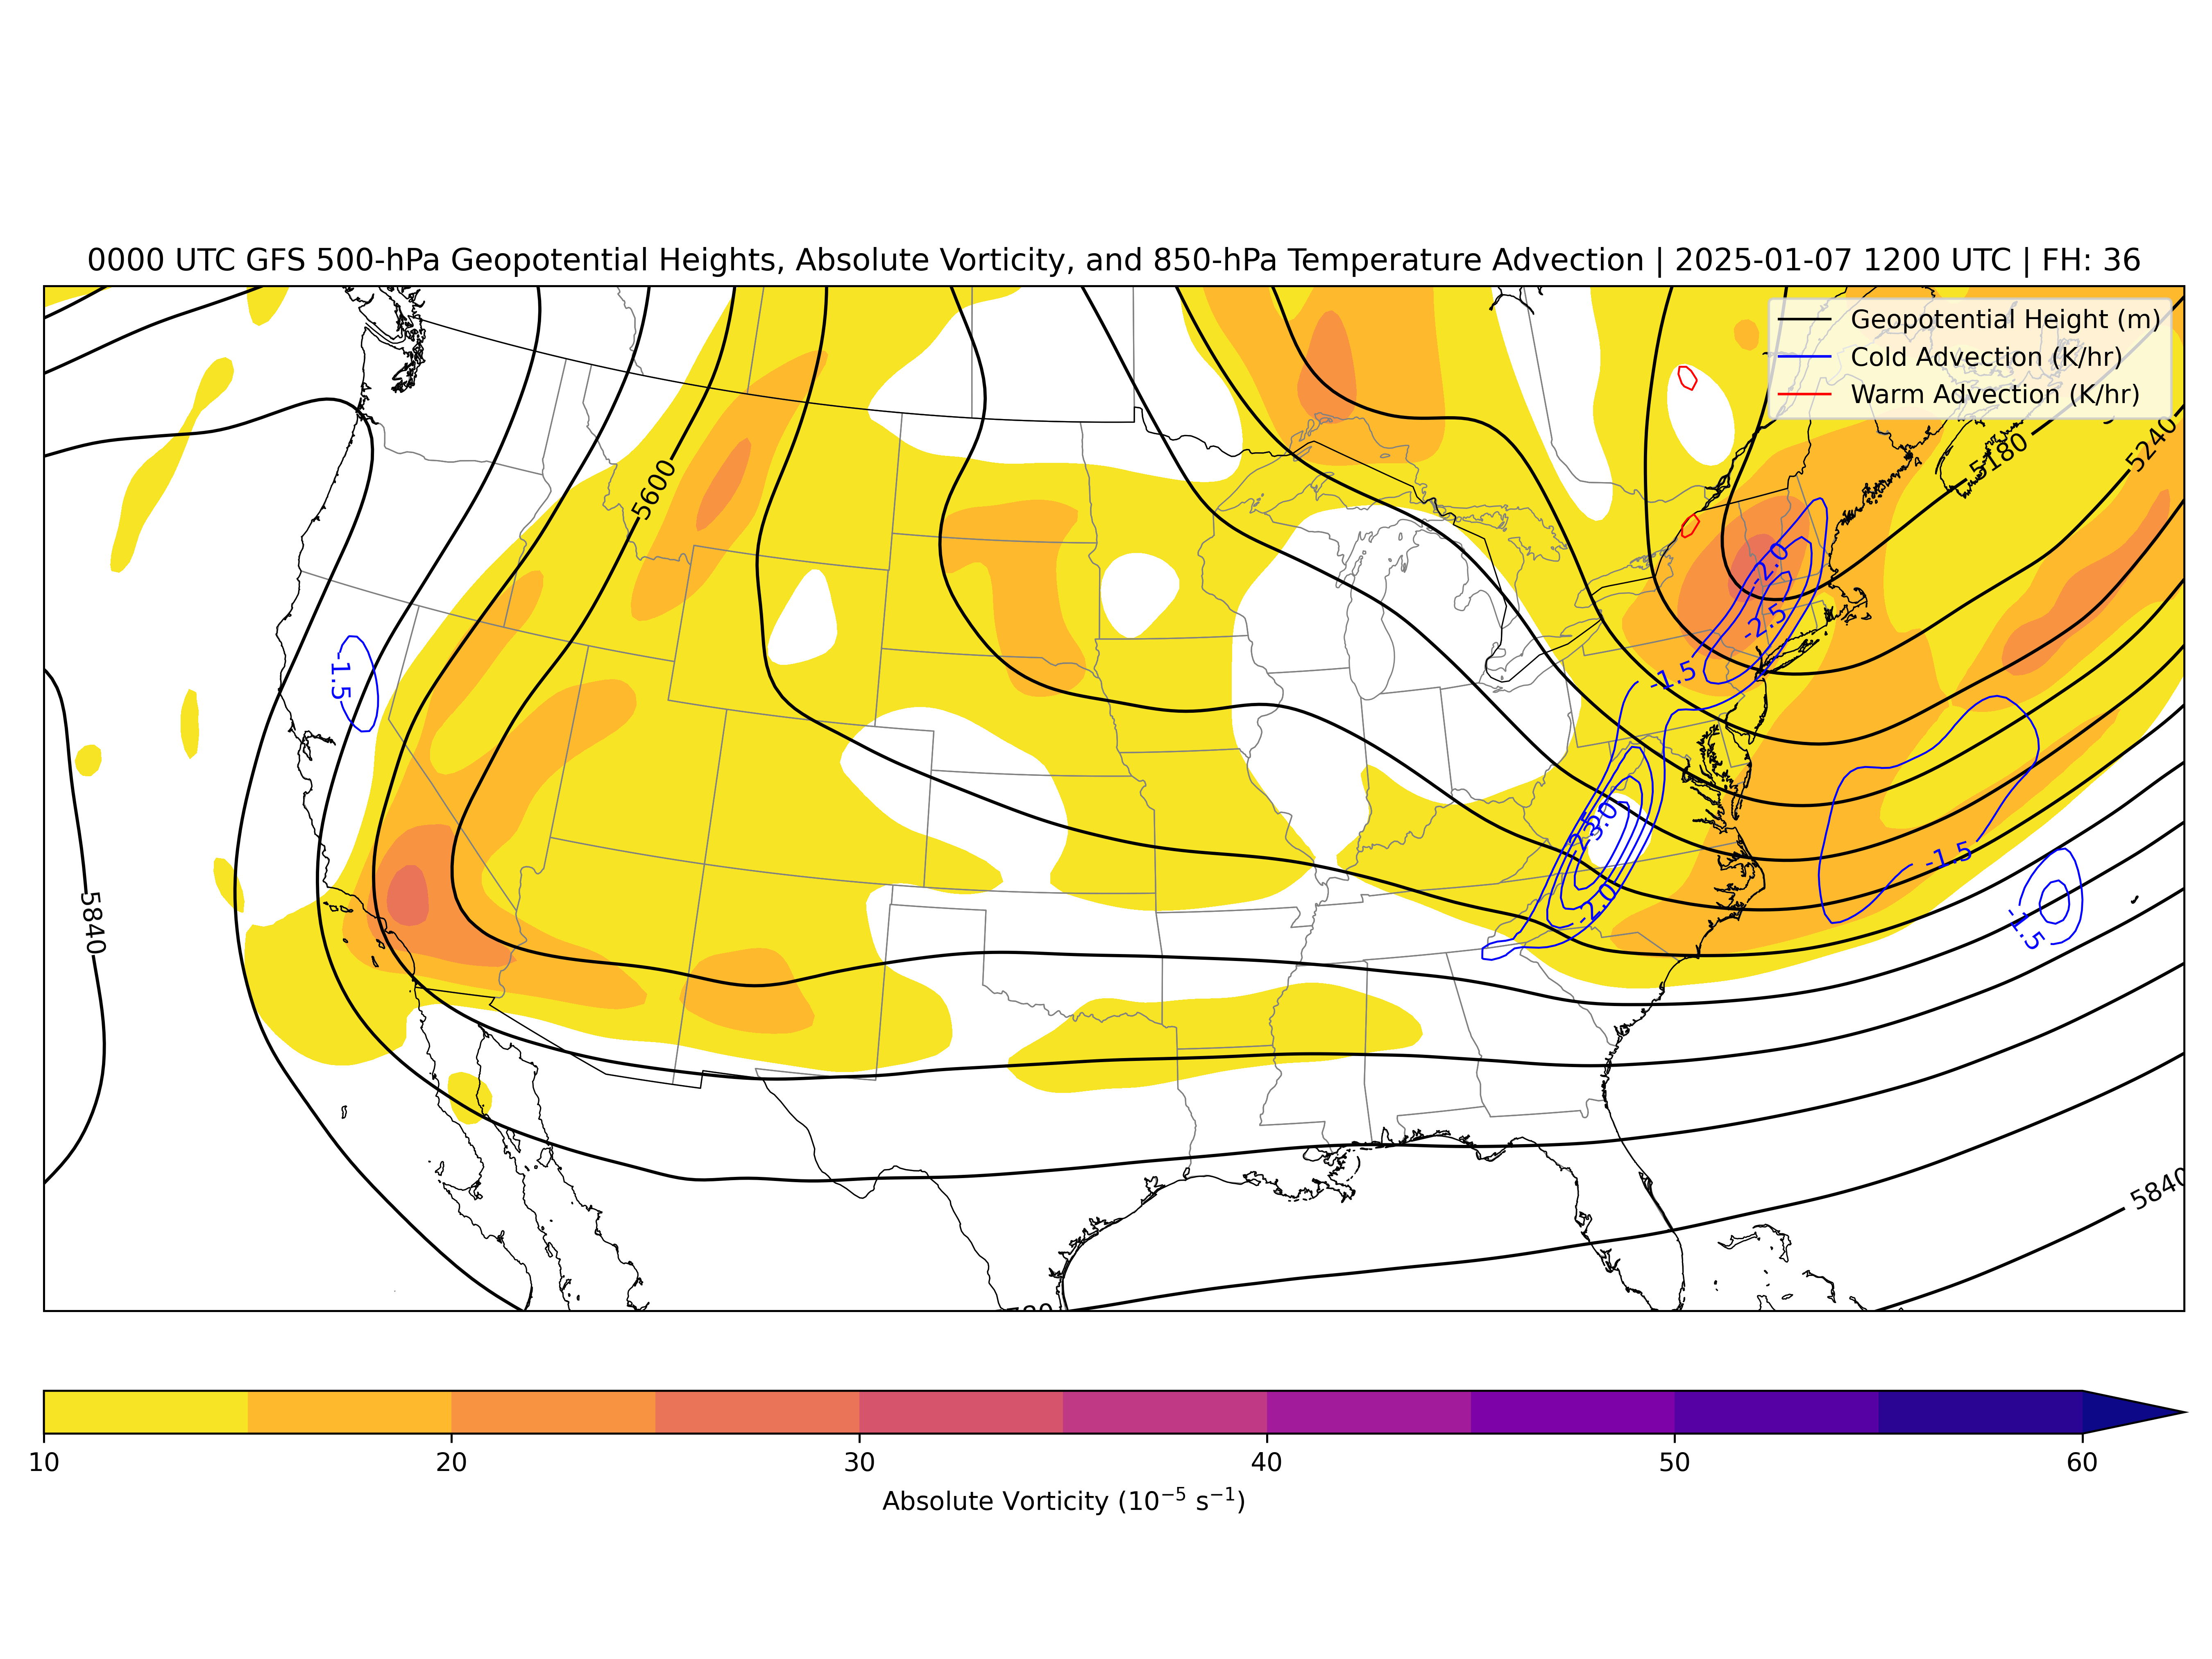 0000 UTC GFS 500-hPa Geopotential Heights, Absolute Vorticity, and 850-hPa Temperature Advection | 2025-01-07 1200 UTC | FH: 36
Geopotential Height (m)
Cold Advection (K/hr)
Warm Advection (K/hr)
5180
5240
5600
-2.0
-2.5
-1.5
-1.5
-3.0
-2.0
-1.5
-1.5
5840
5840
10 20 30 40 50 60
Absolute Vorticity (10⁻⁵ s⁻¹)